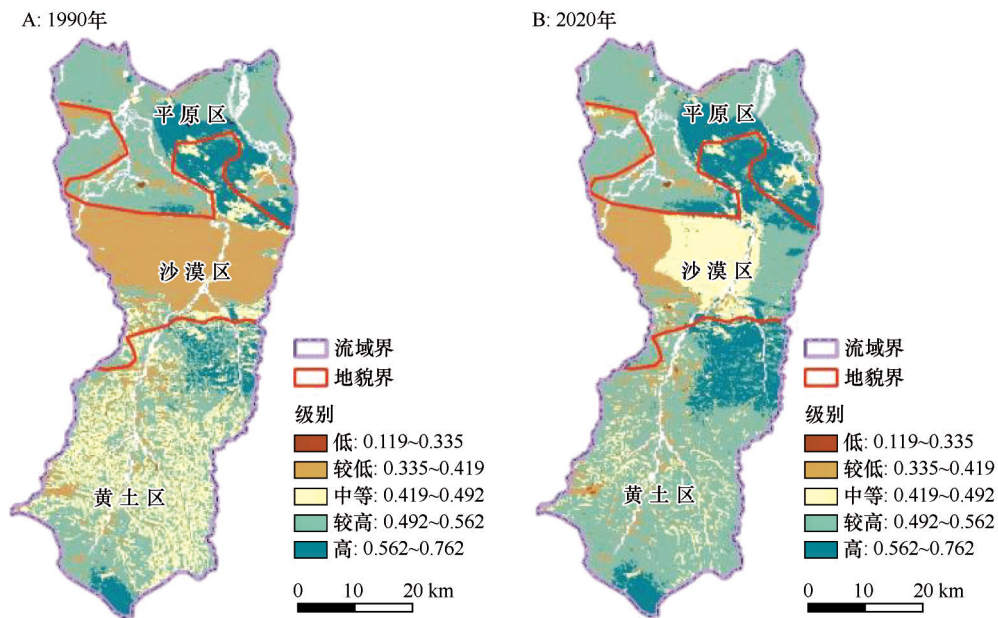 A: 1990年
平原区
沙漠区
黄土区
流域界
地貌界
级别
低: 0.119~0.335
较低: 0.335~0.419
中等: 0.419~0.492
较高: 0.492~0.562
高: 0.562~0.762
0 10 20 km
B: 2020年
平原区
沙漠区
黄土区
流域界
地貌界
级别
低: 0.119~0.335
较低: 0.335~0.419
中等: 0.419~0.492
较高: 0.492~0.562
高: 0.562~0.762
0 10 20 km